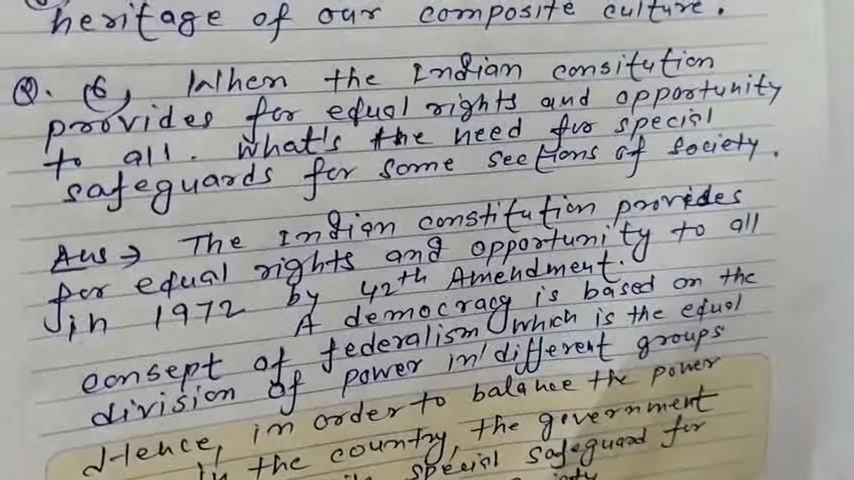 heritage of our composite culture.
Q. 6, When the Indian consitution
provides for equal rights and opportunity
to all. What's the need for special
safeguards for some sections of society.
Ans → The Indian constitution provides
for equal rights and opportunity to all
in 1972 by 42th Amendment.
A democracy is based on the
consept of federalism which is the equal
division of power in different groups
Hence, in order to balance the power
in the country, the government
special safeguard for